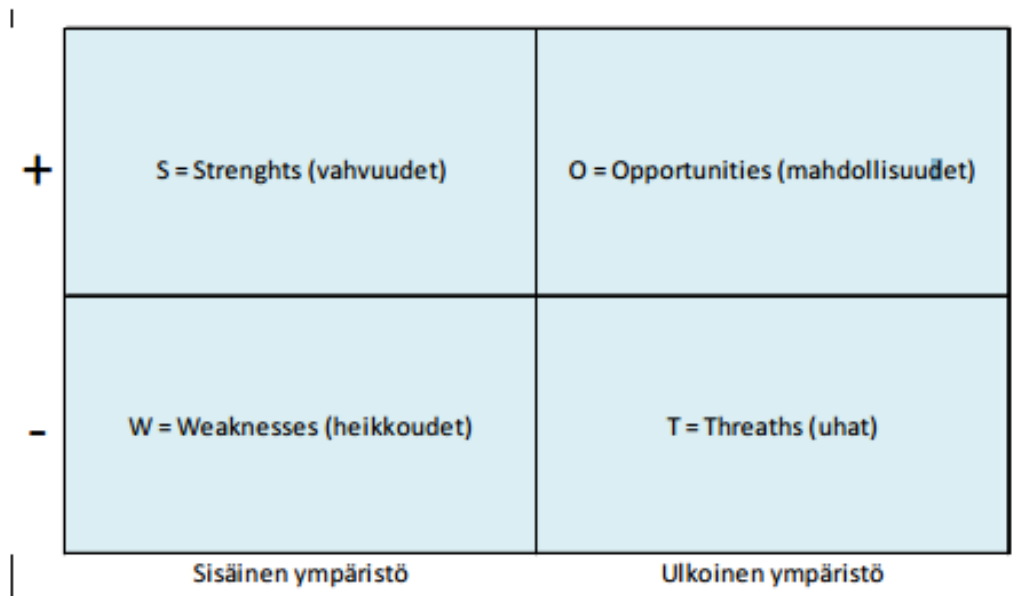 +
S = Strenghts (vahvuudet)
O = Opportunities (mahdollisuudet)
-
W = Weaknesses (heikkoudet)
T = Threaths (uhat)
Sisäinen ympäristö
Ulkoinen ympäristö